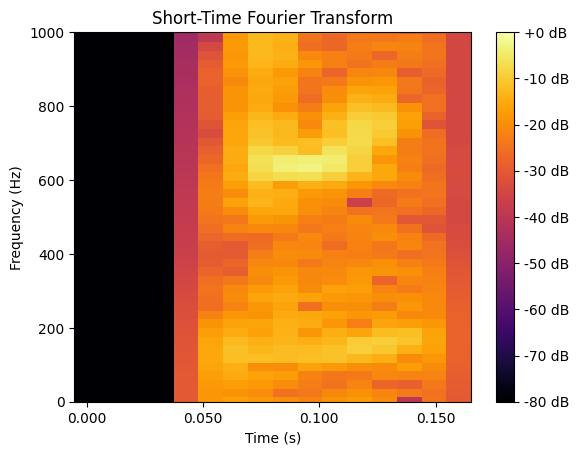 Short-Time Fourier Transform
1000
800
600
400
200
0
Frequency (Hz)
0.000
0.050
0.100
0.150
Time (s)
+0 dB
-10 dB
-20 dB
-30 dB
-40 dB
-50 dB
-60 dB
-70 dB
-80 dB